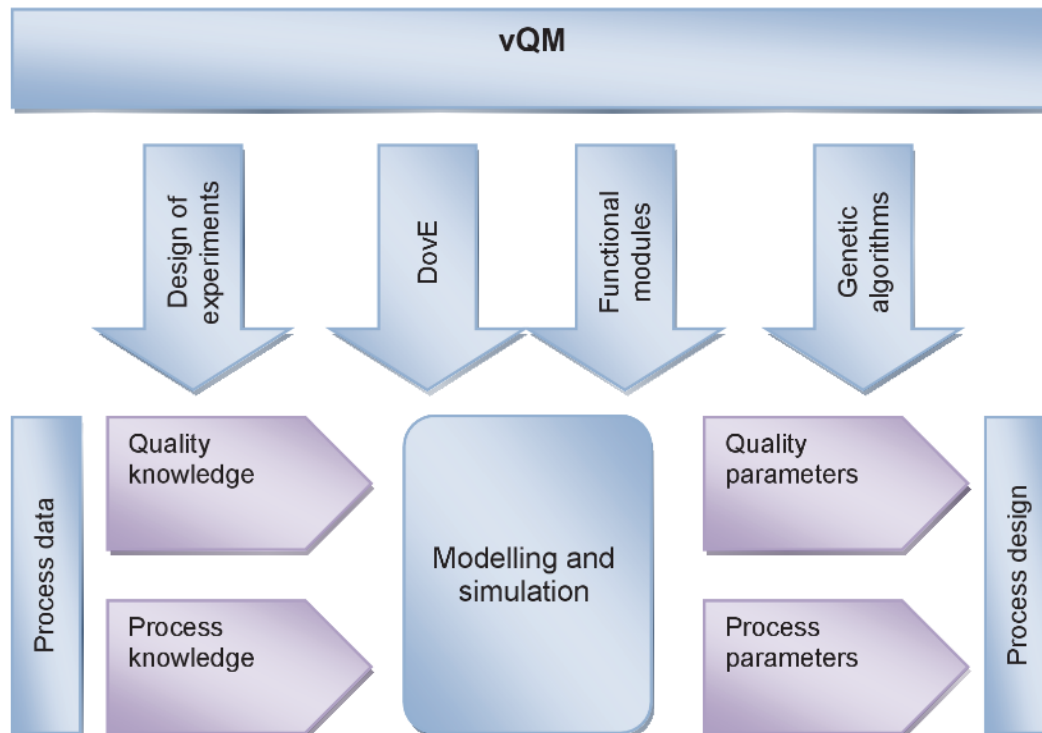 vQM
Design of
experiments
DovE
Functional
modules
Genetic
algorithms
Process data
Quality
knowledge
Process
knowledge
Modelling and
simulation
Quality
parameters
Process
parameters
Process design